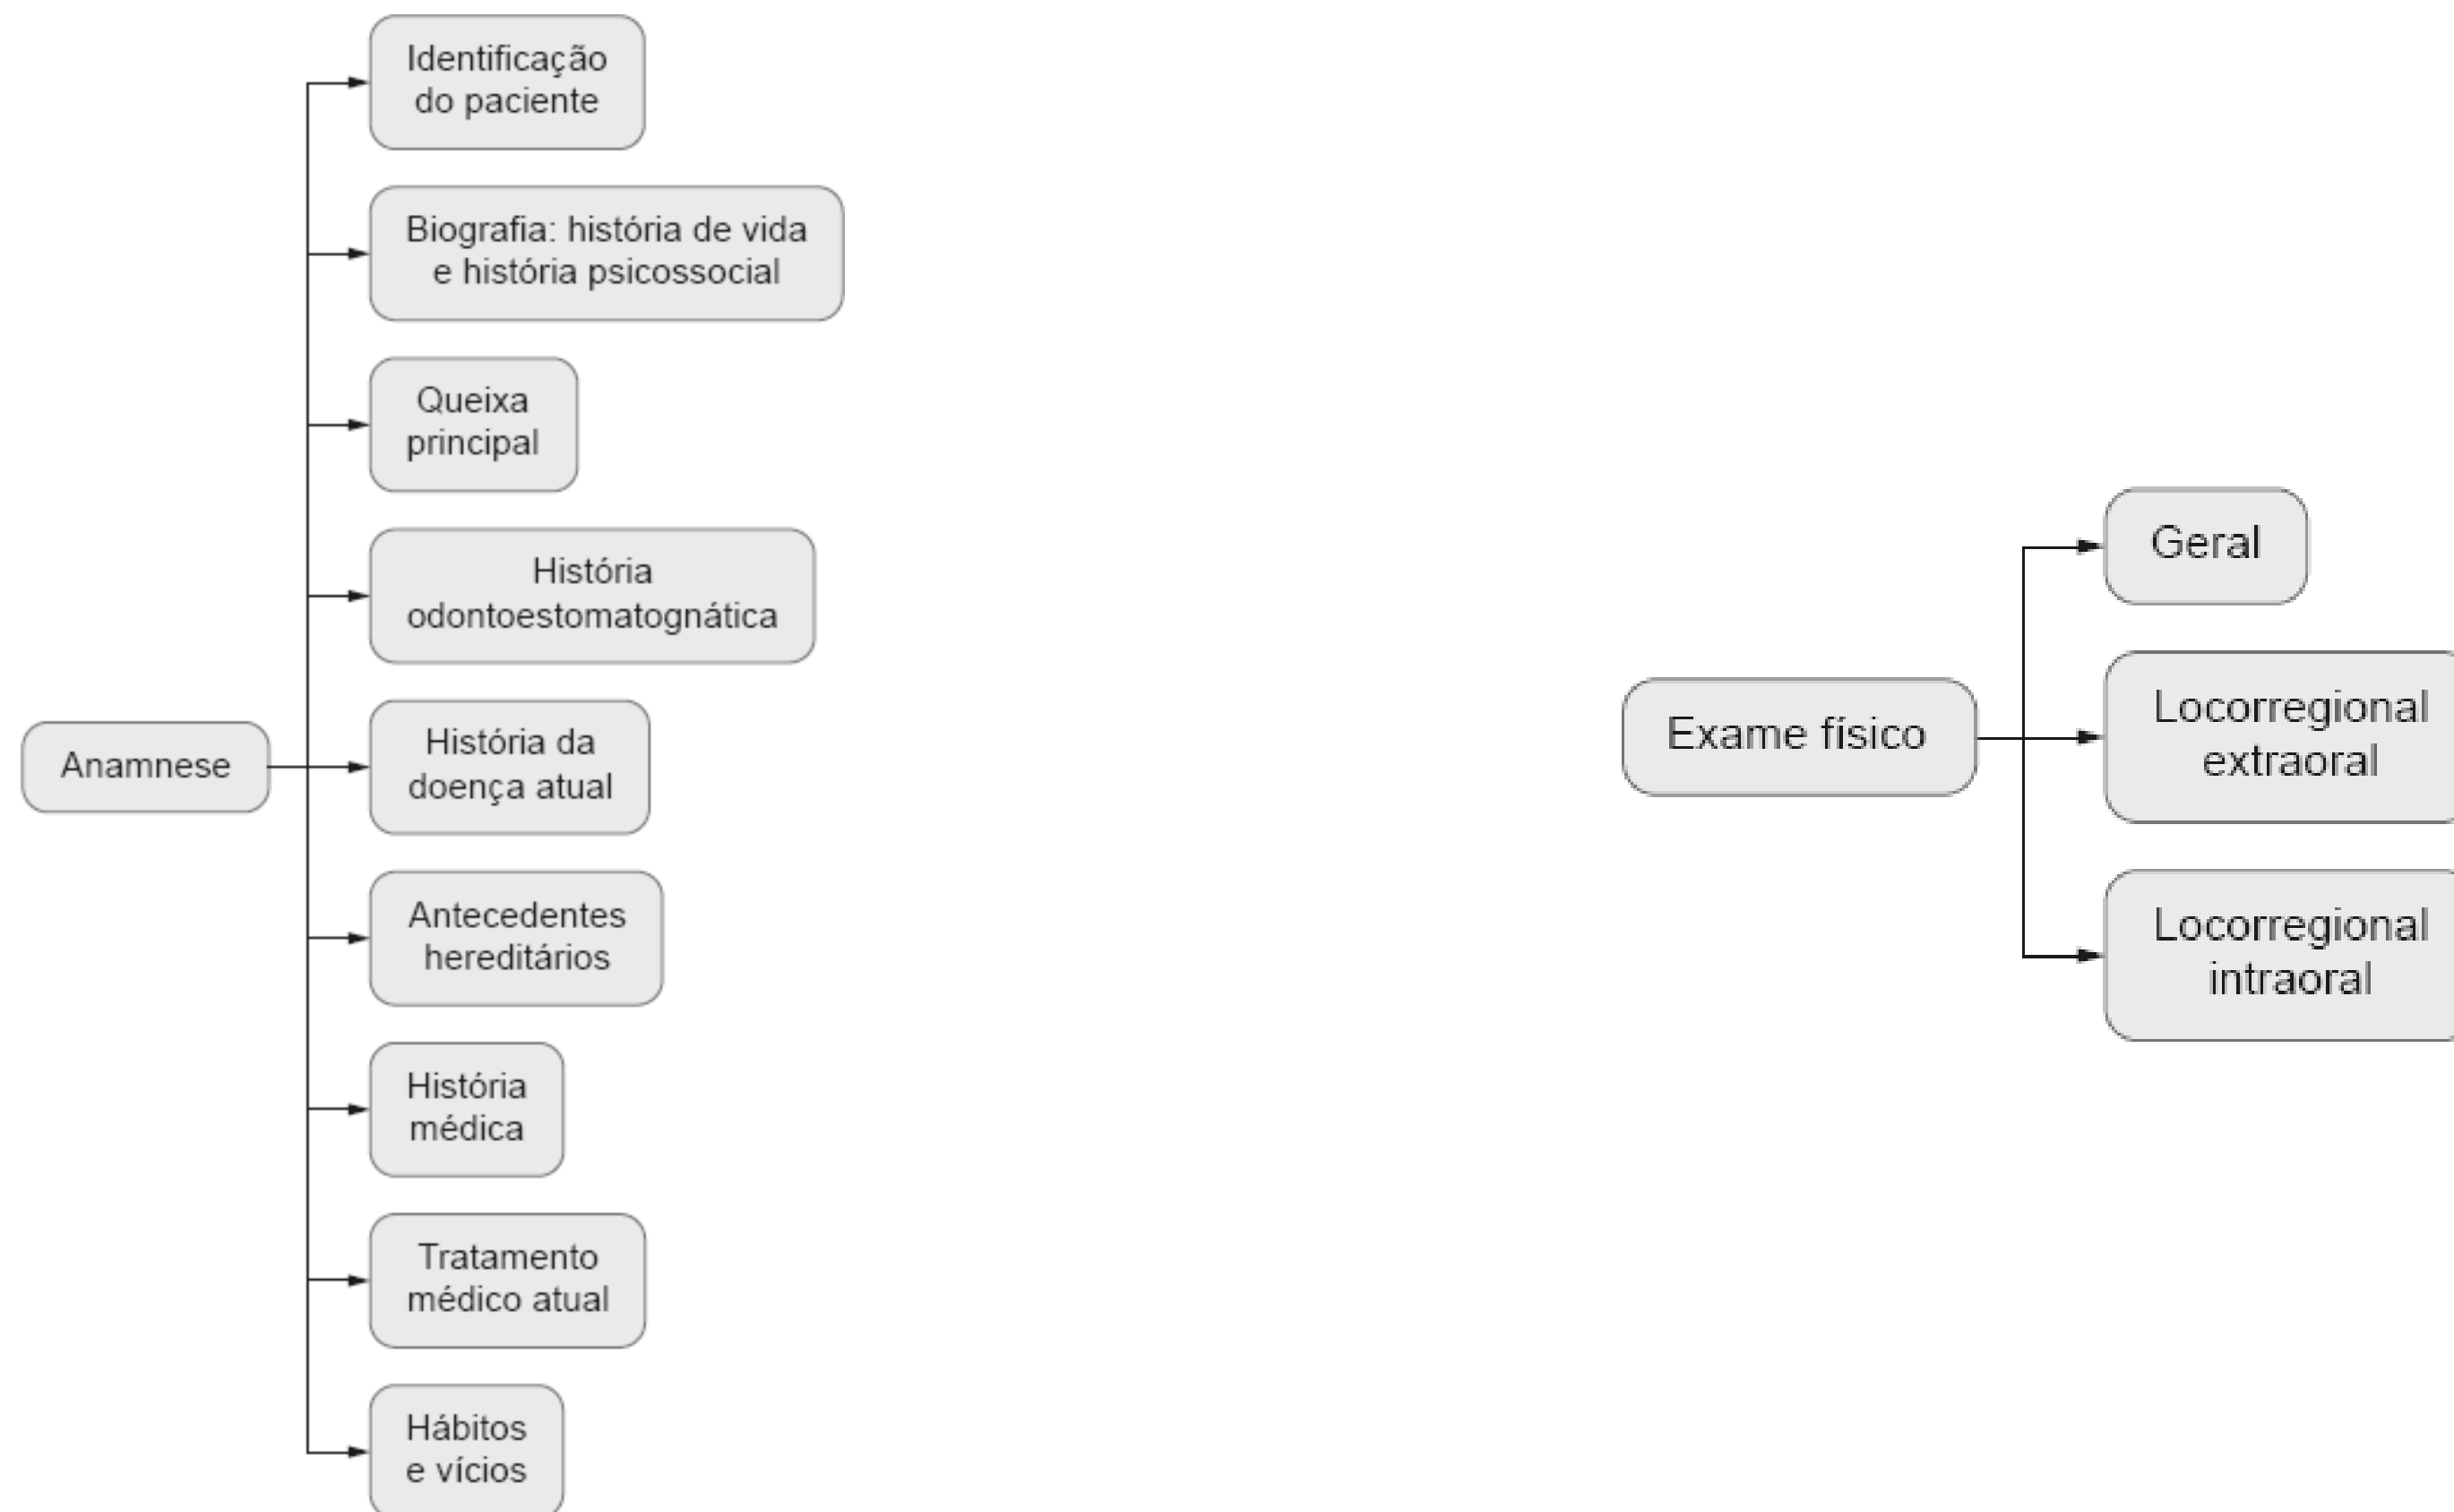 Identificação
do paciente
Biografia: história de vida
e história psicossocial
Queixa
principal
História
odontoestomatognática
Anamnese
História da
doença atual
Antecedentes
hereditários
História
médica
Tratamento
médico atual
Hábitos
e vícios
Exame físico
Geral
Locorregional
extraoral
Locorregional
intraoral